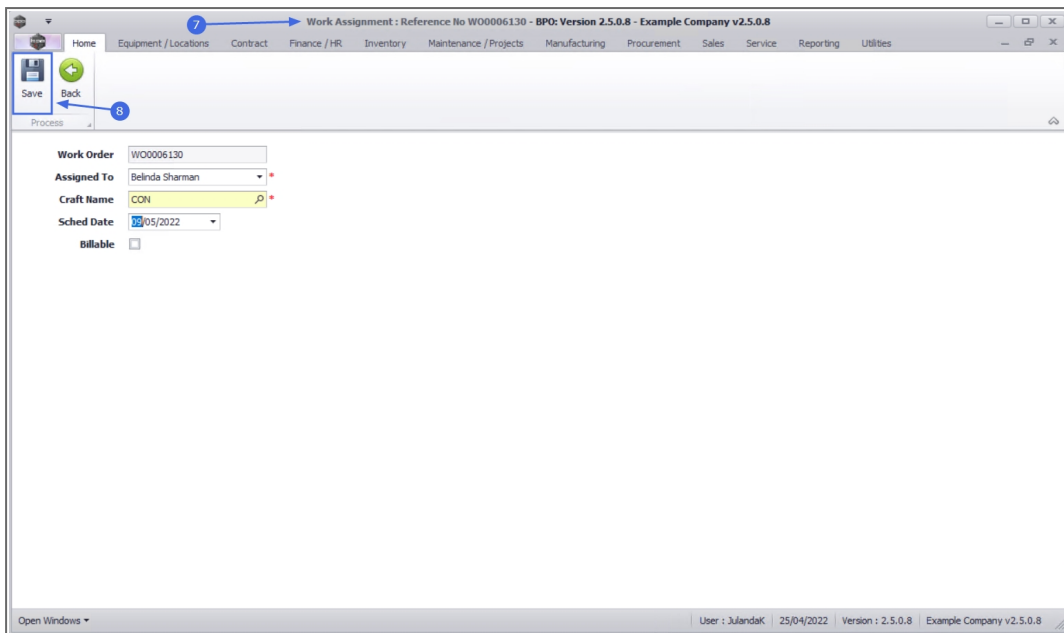 7
Work Assignment : Reference No WO0006130 - BPO: Version 2.5.0.8 - Example Company v2.5.0.8
Home Equipment / Locations Contract Finance / HR Inventory Maintenance / Projects Manufacturing Procurement Sales Service Reporting Utilities
Save Back
8
Process
Work Order WO0006130
Assigned To Belinda Sharman *
Craft Name CON *
Sched Date 09/05/2022
Billable
Open Windows User : JulandaK 25/04/2022 Version : 2.5.0.8 Example Company v2.5.0.8